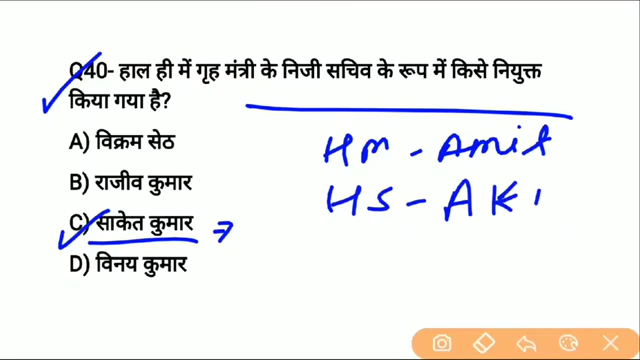 Q40- हाल ही में गृह मंत्री के निजी सचिव के रूप में किसे नियुक्त
किया गया है?
A) विक्रम सेठ
B) राजीव कुमार
C) साकेत कुमार
D) विनय कुमार
HM - Amit
HS - AK